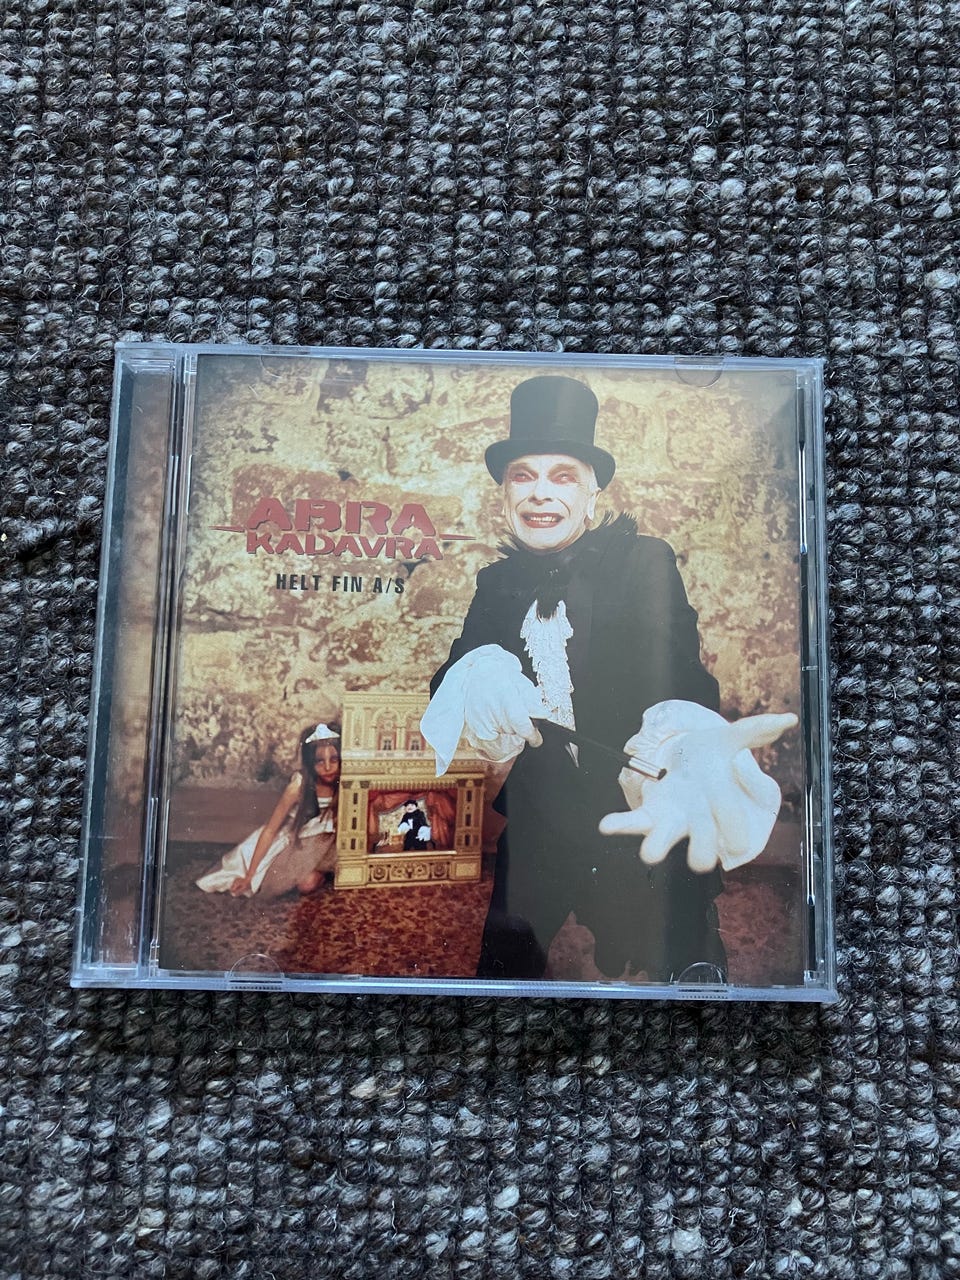 ABRA
KADAVRA
HELT FIN A/S